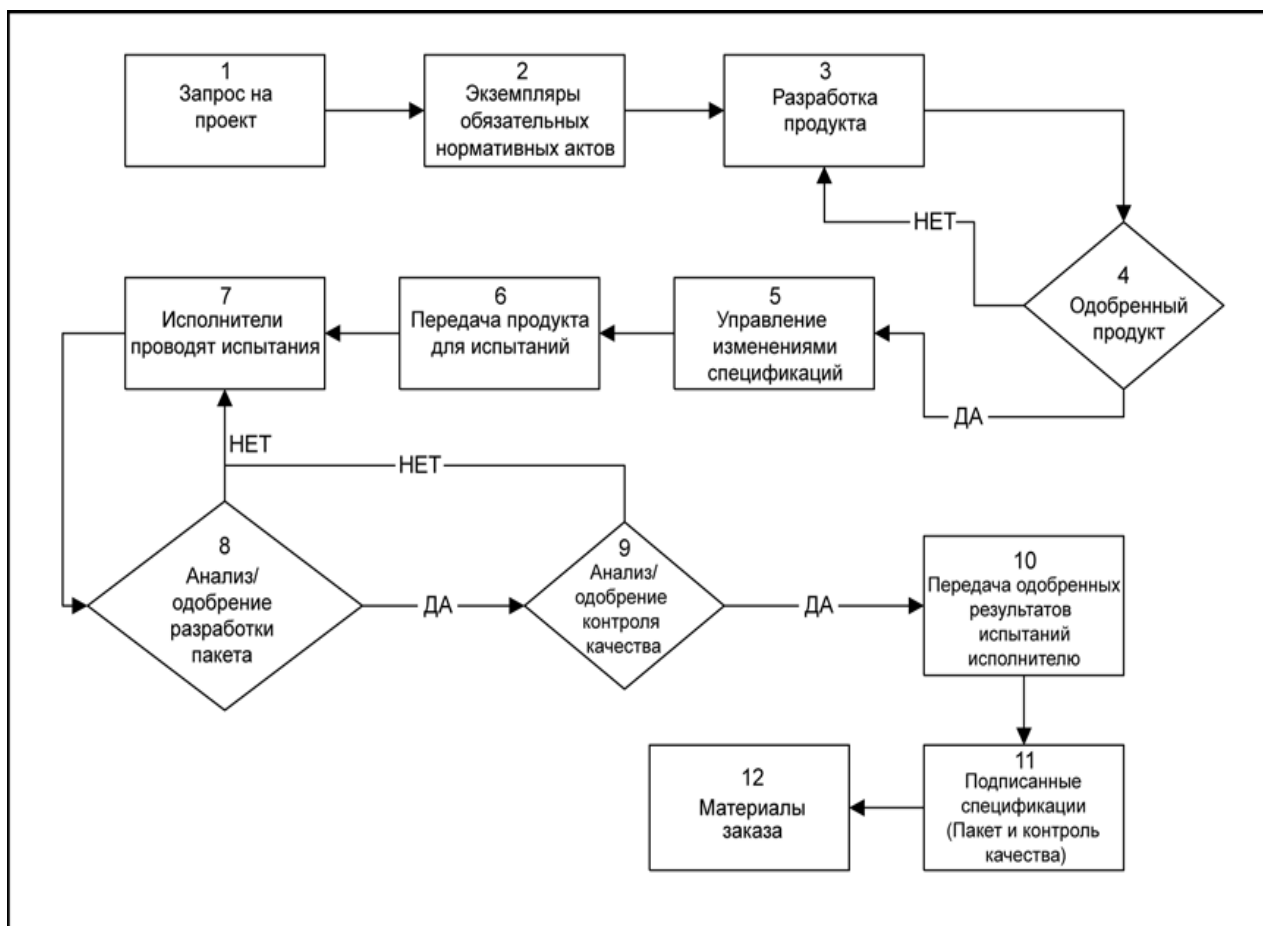 1
Запрос на
проект
2
Экземпляры
обязательных
нормативных актов
3
Разработка
продукта
НЕТ
4
Одобренный
продукт
ДА
5
Управление
изменениями
спецификаций
6
Передача продукта
для испытаний
7
Исполнители
проводят испытания
НЕТ
НЕТ
8
Анализ/
одобрение
разработки
пакета
ДА
9
Анализ/
одобрение
контроля
качества
ДА
10
Передача одобренных
результатов
испытаний
исполнителю
11
Подписанные
спецификации
(Пакет и контроль
качества)
12
Материалы
заказа